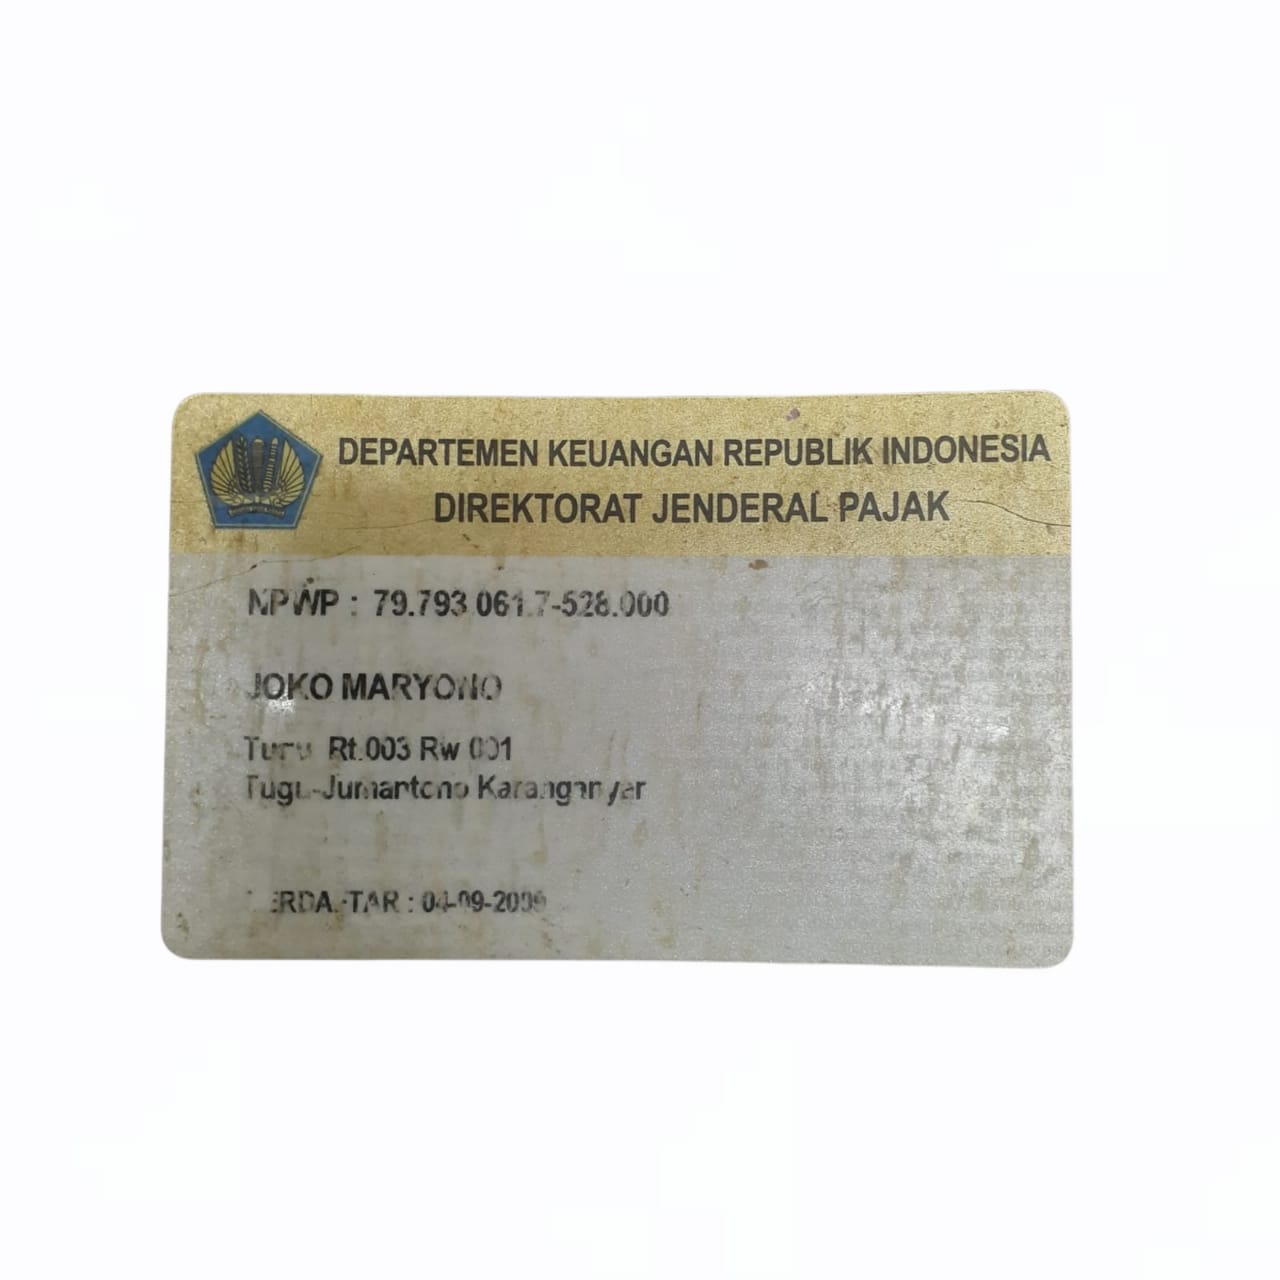 DEPARTEMEN KEUANGAN REPUBLIK INDONESIA
DIREKTORAT JENDERAL PAJAK
NPWP : 79.793.061.7-528.000
JOKO MARYONO
Rt.003 Rw 001
Tugu-Jumantono Karanganyar
TERDAFTAR : 04-09-2009